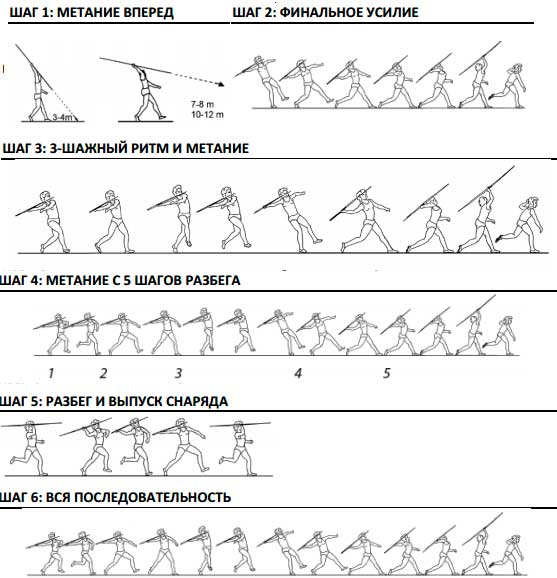 ШАГ 1: МЕТАНИЕ ВПЕРЕД
ШАГ 2: ФИНАЛЬНОЕ УСИЛИЕ
3-4m
7-8 m
10-12 m
ШАГ 3: 3-ШАЖНЫЙ РИТМ И МЕТАНИЕ
ШАГ 4: МЕТАНИЕ С 5 ШАГОВ РАЗБЕГА
1 2 3 4 5
ШАГ 5: РАЗБЕГ И ВЫПУСК СНАРЯДА
ШАГ 6: ВСЯ ПОСЛЕДОВАТЕЛЬНОСТЬ